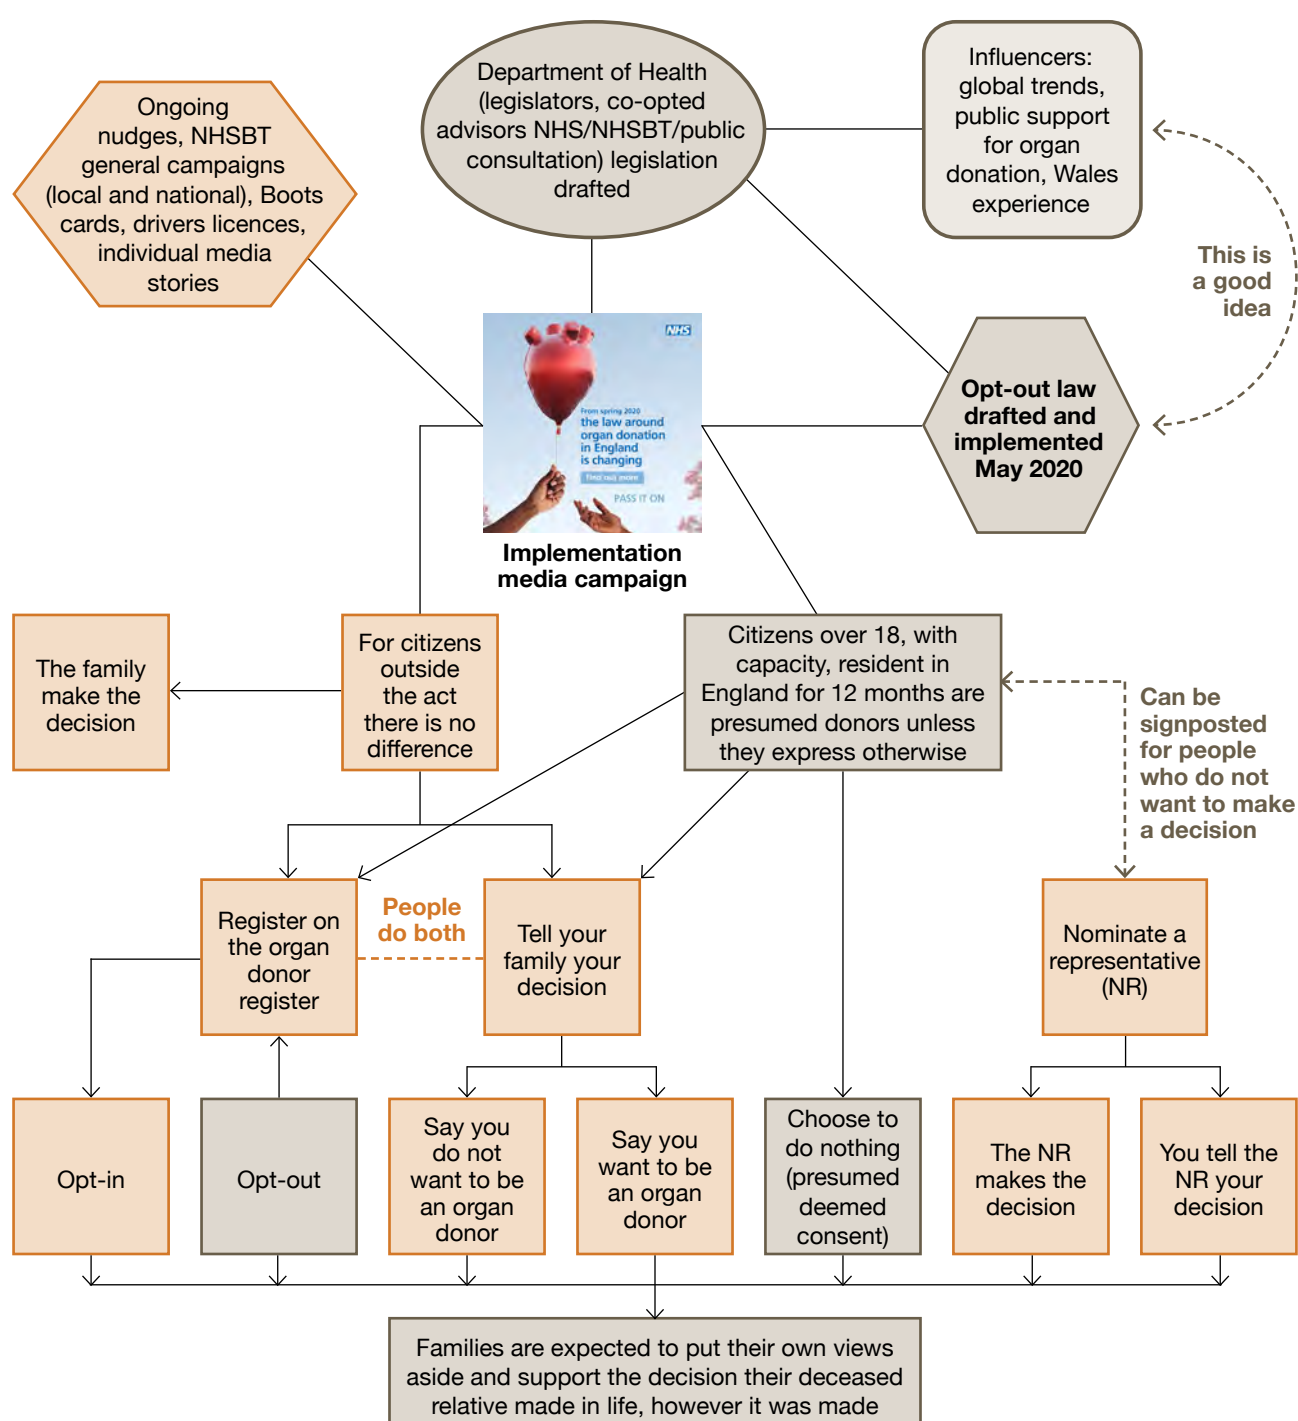 Department of Health
(legislators, co-opted
advisors NHS/NHSBT/public
consultation) legislation
drafted
Influencers:
global trends,
public support
for organ
donation, Wales
experience
Ongoing
nudges, NHSBT
general campaigns
(local and national), Boots
cards, drivers licences,
individual media
stories
This is
a good
idea
NHS
From spring 2020
the law around
organ donation
in England
is changing
Find out more
PASS IT ON
Implementation
media campaign
Opt-out law
drafted and
implemented
May 2020
The family
make the
decision
For citizens
outside
the act
there is no
difference
Citizens over 18, with
capacity, resident in
England for 12 months are
presumed donors unless
they express otherwise
Can be
signposted
for people
who do not
want to make
a decision
Register on
the organ
donor
register
People
do both
Tell your
family your
decision
Nominate a
representative
(NR)
Opt-in
Opt-out
Say you
do not
want to be
an organ
donor
Say you
want to be
an organ
donor
Choose to
do nothing
(presumed
deemed
consent)
The NR
makes the
decision
You tell the
NR your
decision
Families are expected to put their own views
aside and support the decision their deceased
relative made in life, however it was made